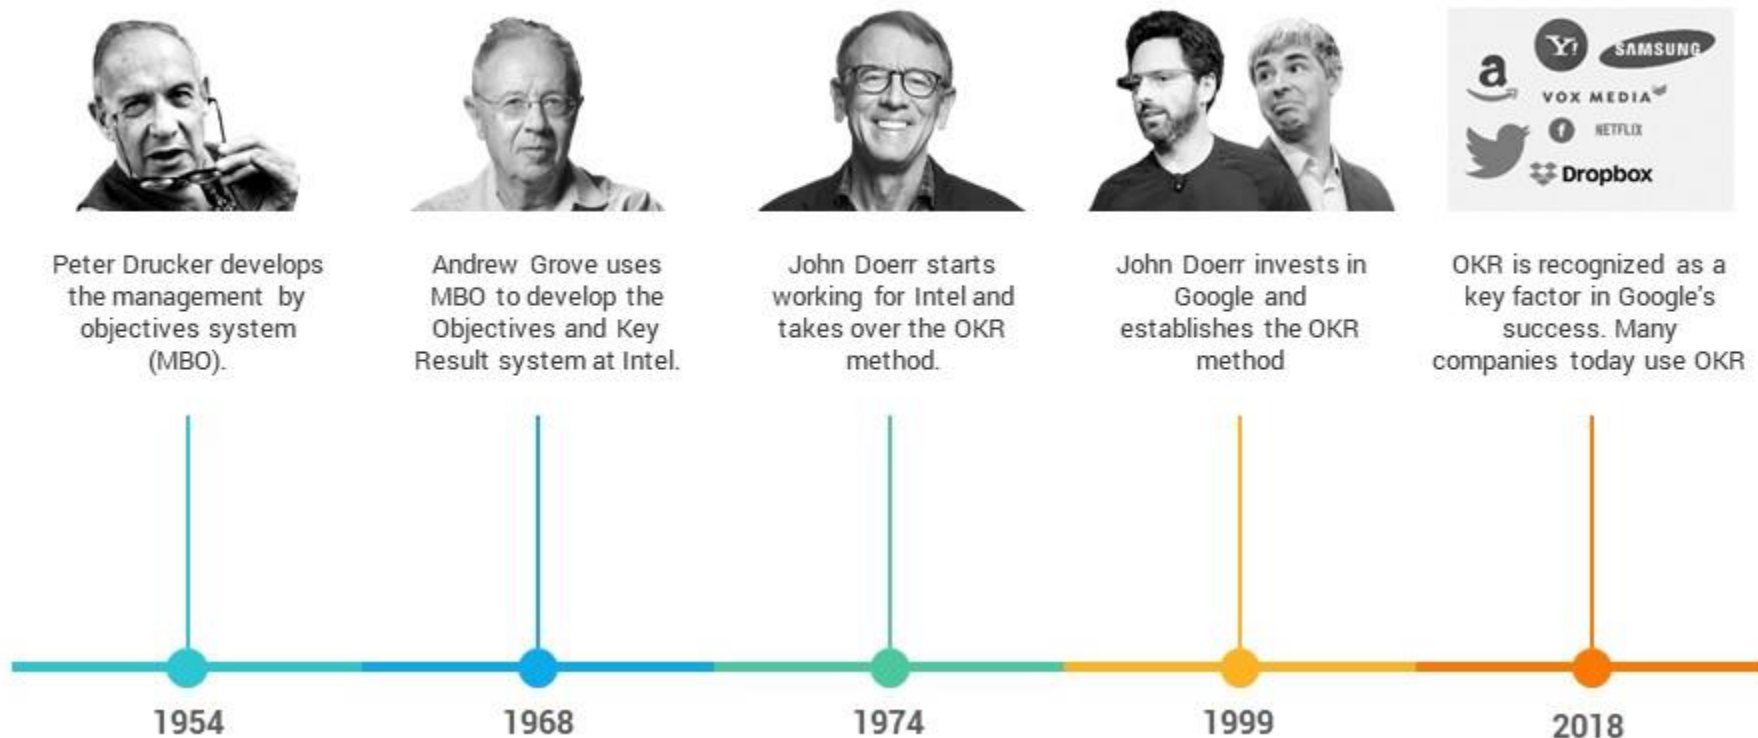 Y!
SAMSUNG
a
VOX MEDIA
f
NETFLIX
Dropbox
Peter Drucker develops
the management by
objectives system
(MBO).
Andrew Grove uses
MBO to develop the
Objectives and Key
Result system at Intel.
John Doerr starts
working for Intel and
takes over the OKR
method.
John Doerr invests in
Google and
establishes the OKR
method
OKR is recognized as a
key factor in Google's
success. Many
companies today use OKR
1954
1968
1974
1999
2018